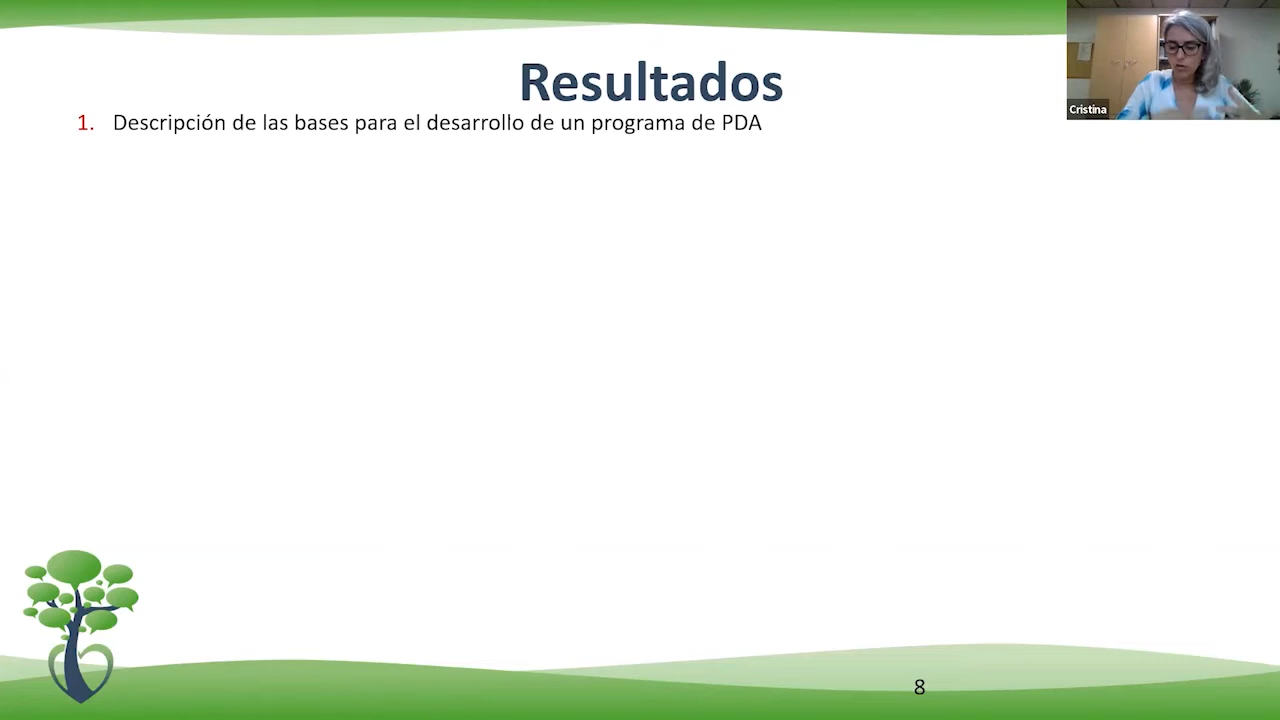 Resultados
1. Descripción de las bases para el desarrollo de un programa de PDA
Cristina
8